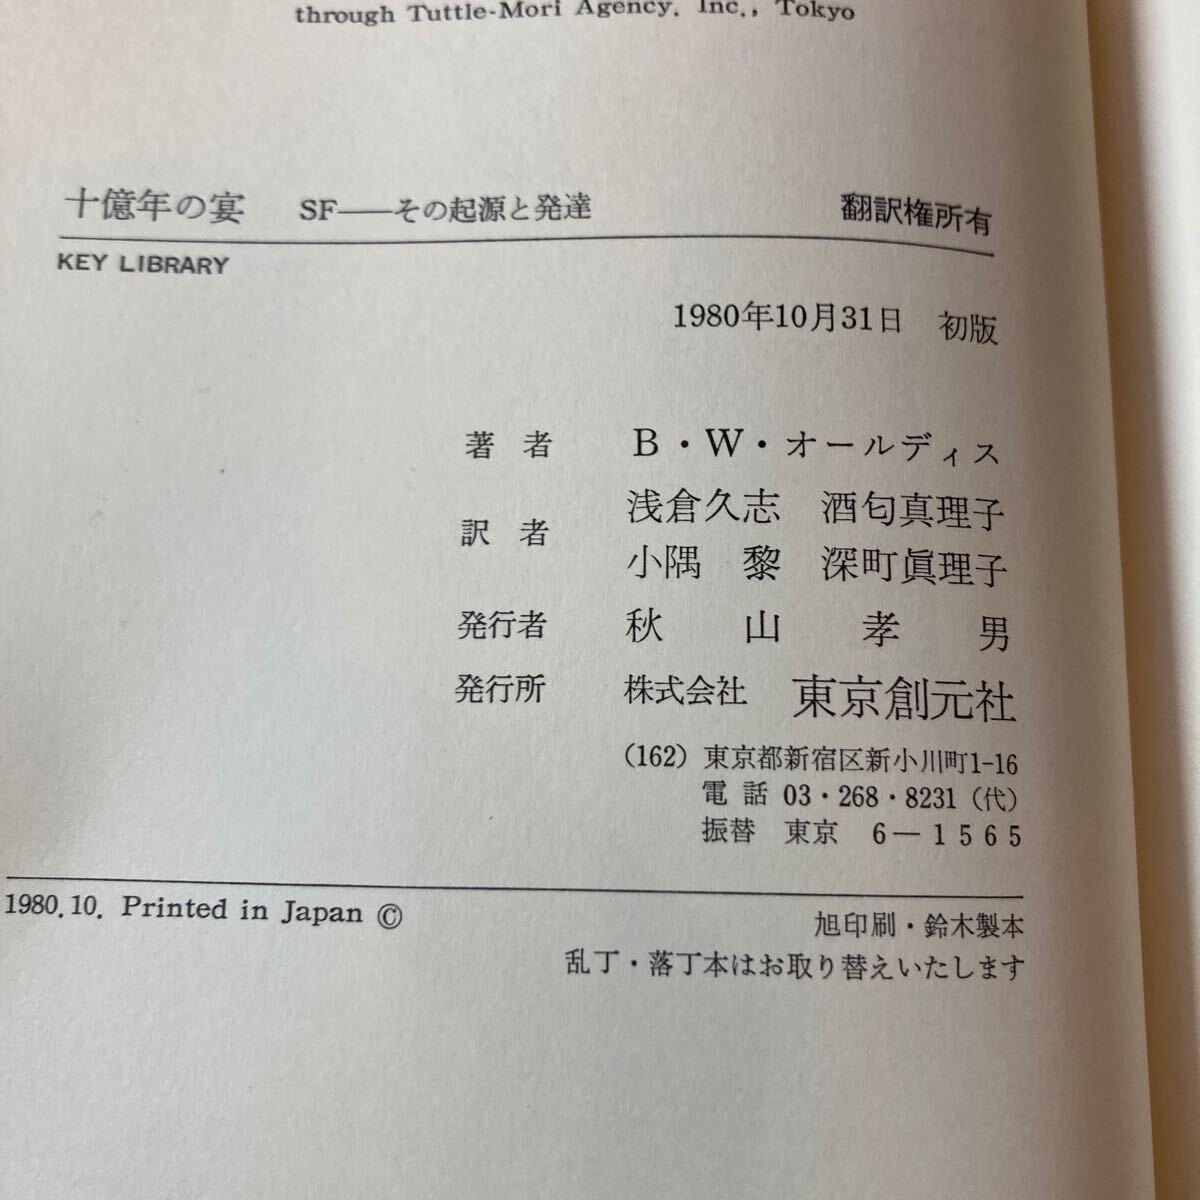 through Tuttle-Mori Agency. Inc., Tokyo
十億年の宴 SF――その起源と発達 翻訳権所有
KEY LIBRARY
1980年10月31日 初版
著者 B・W・オールディス
訳者 浅倉久志 酒匂真理子
小隅 黎 深町眞理子
発行者 秋山孝男
発行所 株式会社 東京創元社
(162) 東京都新宿区新小川町1-16
電話 03・268・8231 (代)
振替 東京 6―1565
1980.10. Printed in Japan ©
旭印刷・鈴木製本
乱丁・落丁本はお取り替えいたします